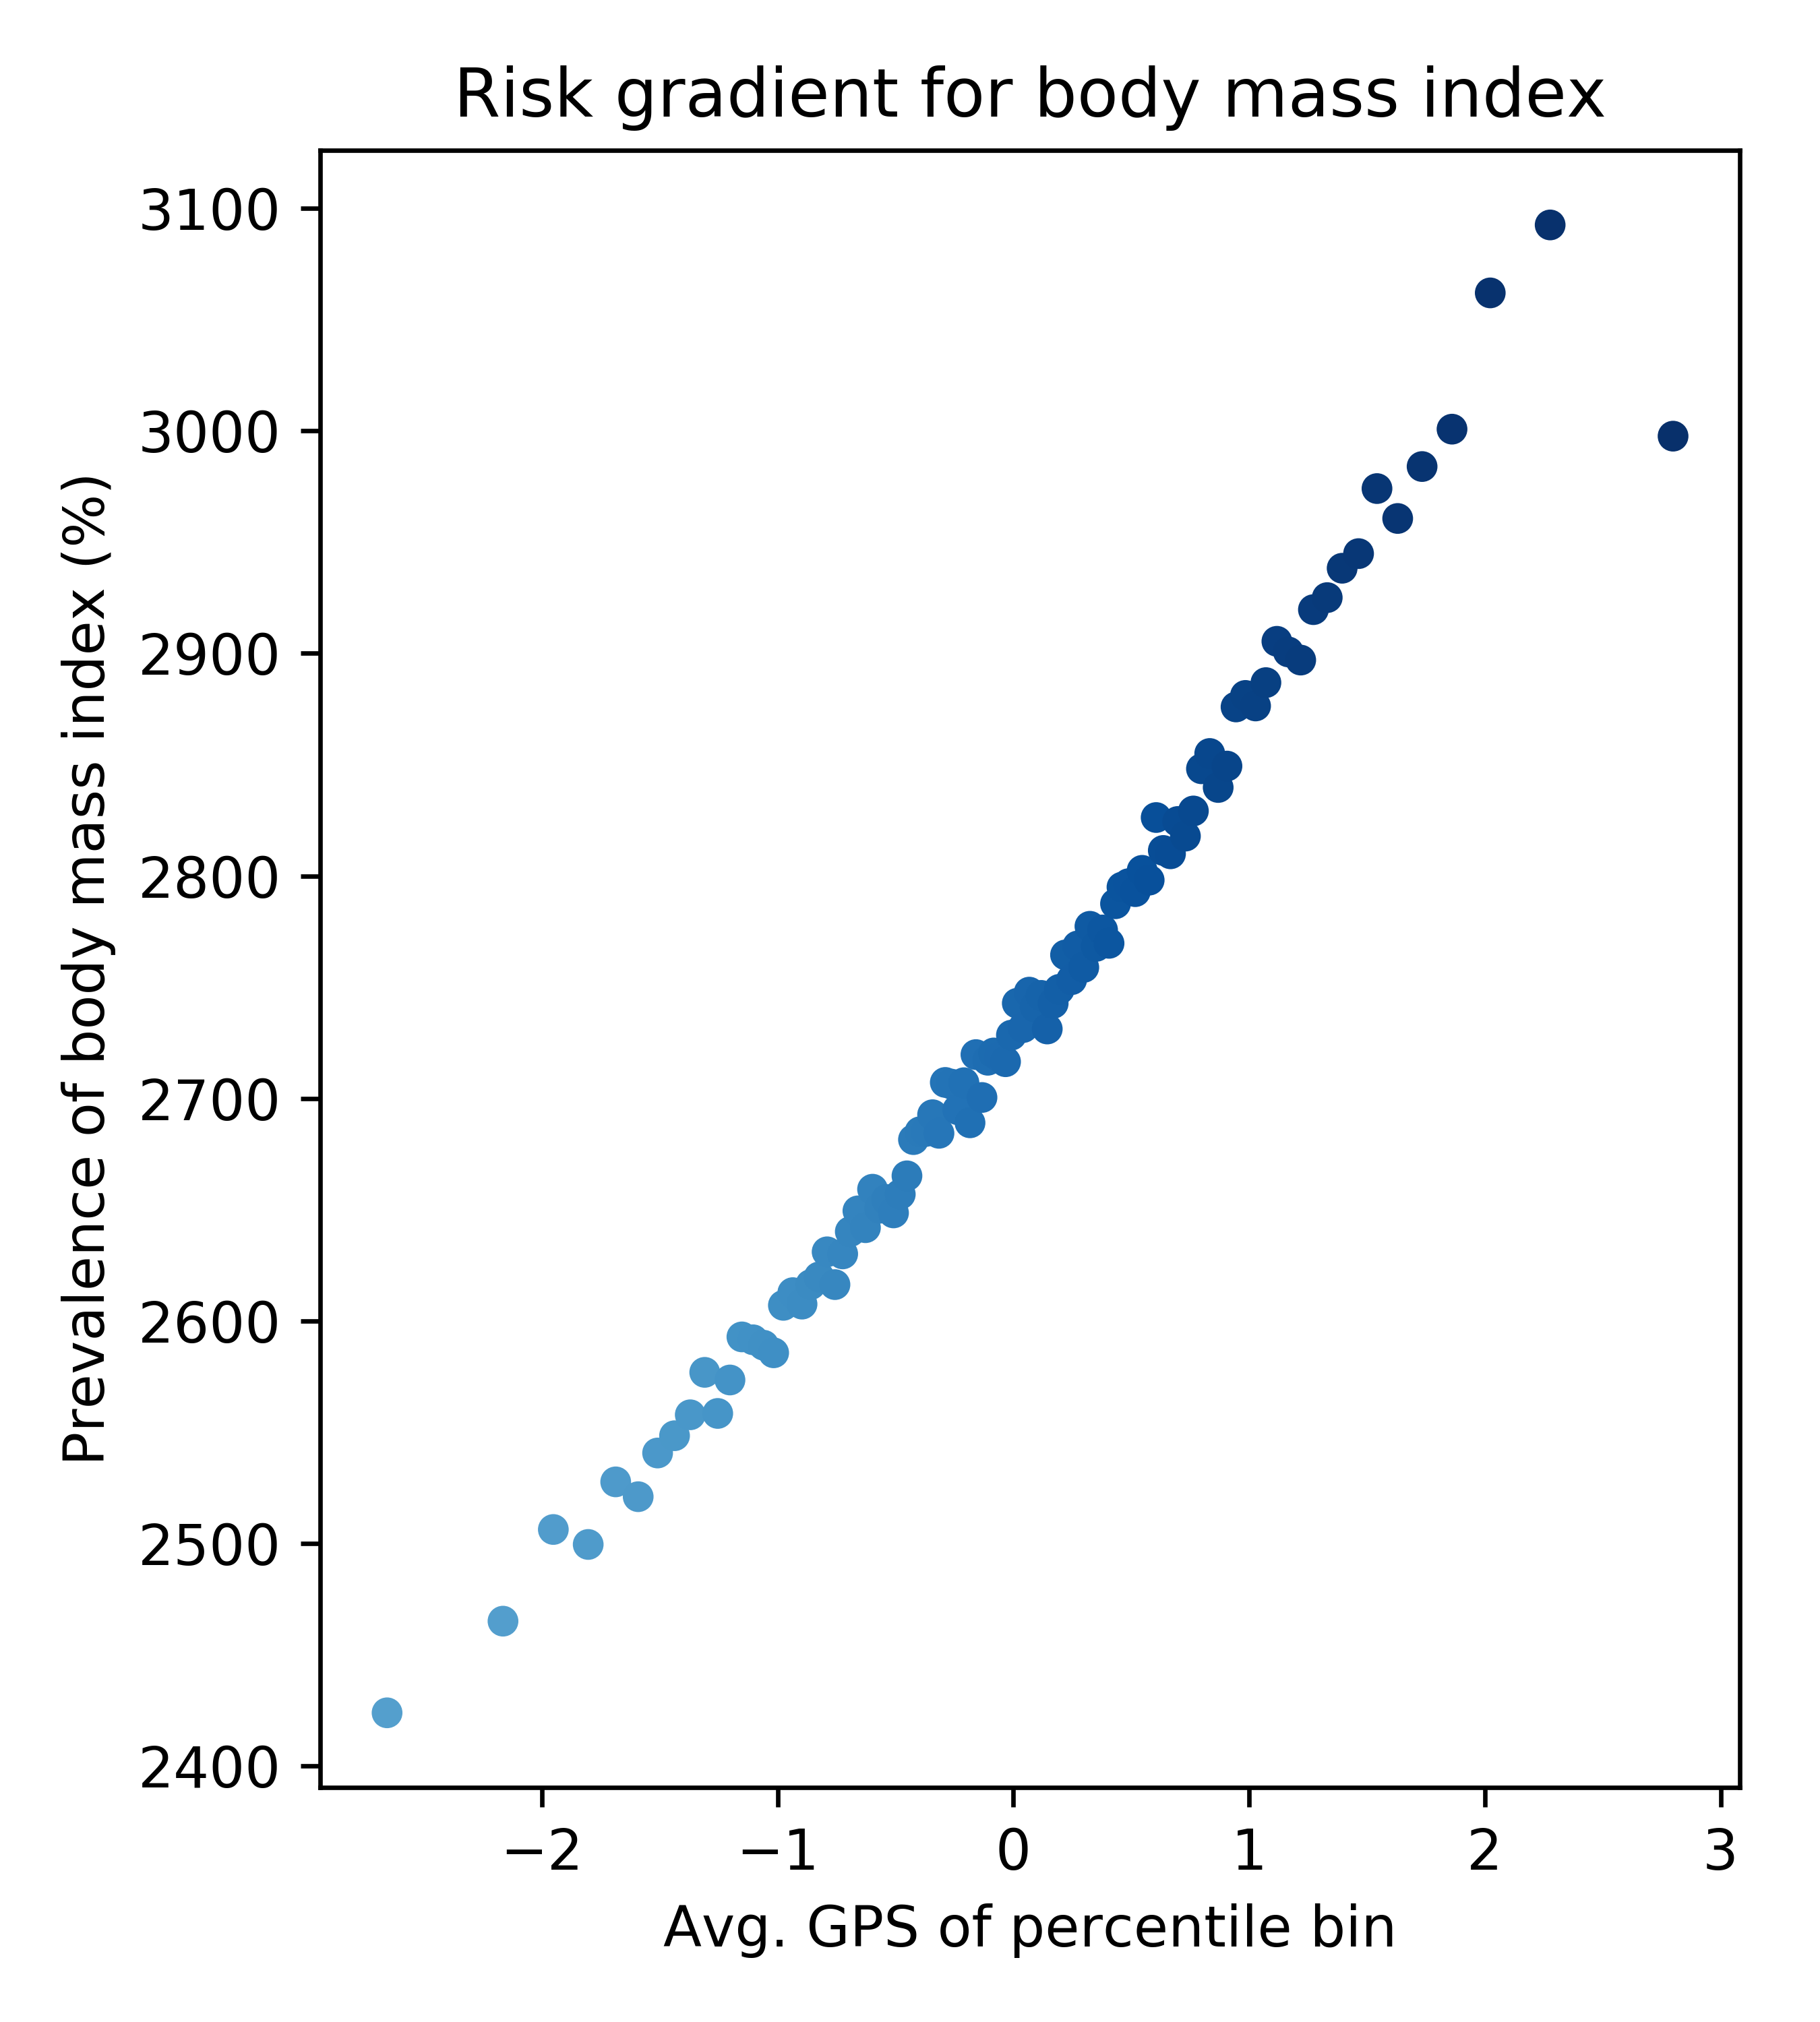 Risk gradient for body mass index
Prevalence of body mass index (%)
3100
3000
2900
2800
2700
2600
2500
2400
−2 −1 0 1 2 3
Avg. GPS of percentile bin